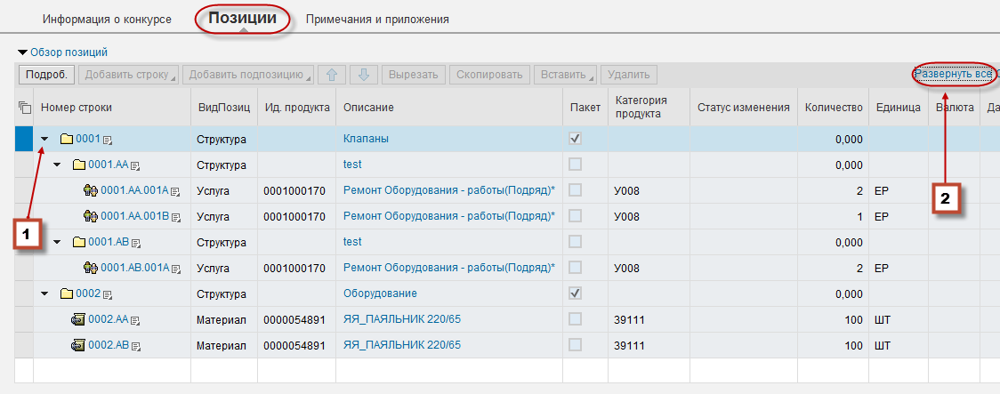 Информация о конкурсе Позиции Примечания и приложения
Обзор позиций
Подроб. Добавить строку Добавить подпозицию Вырезать Скопировать Вставить Удалить Развернуть все
Номер строки ВидПозиц Ид. продукта Описание Пакет Категория продукта Статус изменения Количество Единица Валюта
0001 Структура Клапаны 0,000
0001.AA Структура test 0,000
0001.AA.001A Услуга 0001000170 Ремонт Оборудования - работы(Подряд)* У008 2 EP
0001.AA.001B Услуга 0001000170 Ремонт Оборудования - работы(Подряд)* У008 1 EP
0001.AB Структура test 0,000
0001.AB.001A Услуга 0001000170 Ремонт Оборудования - работы(Подряд)* У008 2 EP
0002 Структура Оборудование 0,000
0002.AA Материал 0000054891 ЯЯ_ПАЯЛЬНИК 220/65 39111 100 ШТ
0002.AB Материал 0000054891 ЯЯ_ПАЯЛЬНИК 220/65 39111 100 ШТ
1
2